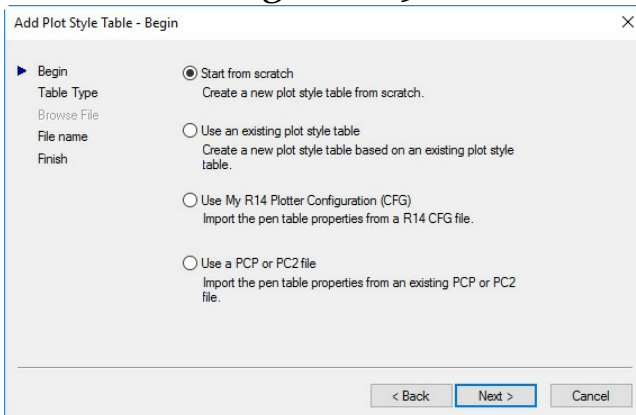 Add Plot Style Table - Begin
Begin
Table Type
Browse File
File name
Finish
Start from scratch
Create a new plot style table from scratch.
Use an existing plot style table
Create a new plot style table based on an existing plot style
table.
Use My R14 Plotter Configuration (CFG)
Import the pen table properties from a R14 CFG file.
Use a PCP or PC2 file
Import the pen table properties from an existing PCP or PC2
file.
< Back
Next >
Cancel